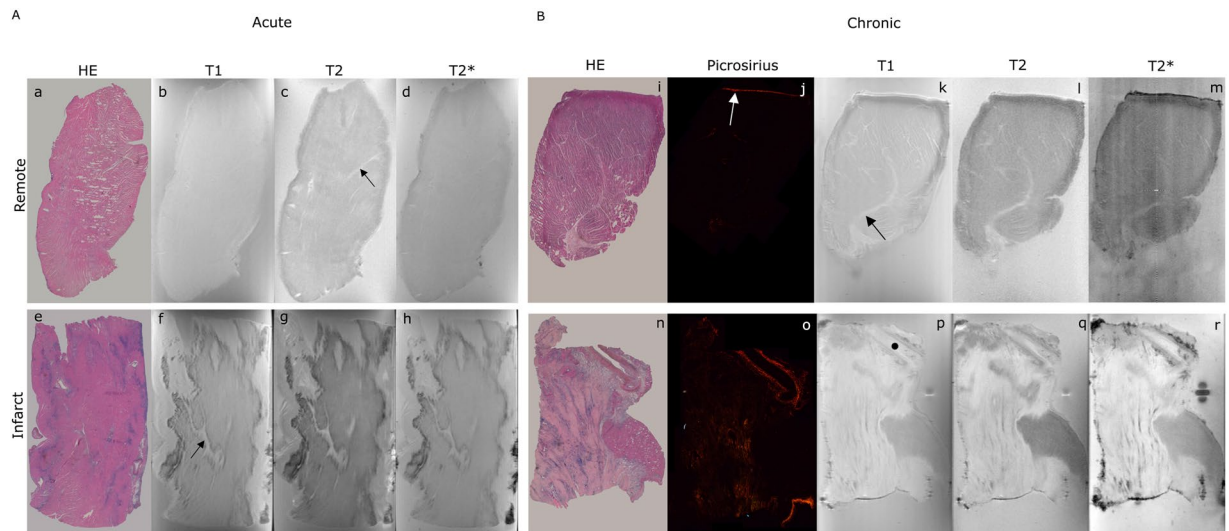 A
Acute
B
Chronic
HE
T1
T2
T2*
HE
Picrosirius
T1
T2
T2*
Remote
a
b
c
d
i
j
k
l
m
Infarct
e
f
g
h
n
o
p
q
r